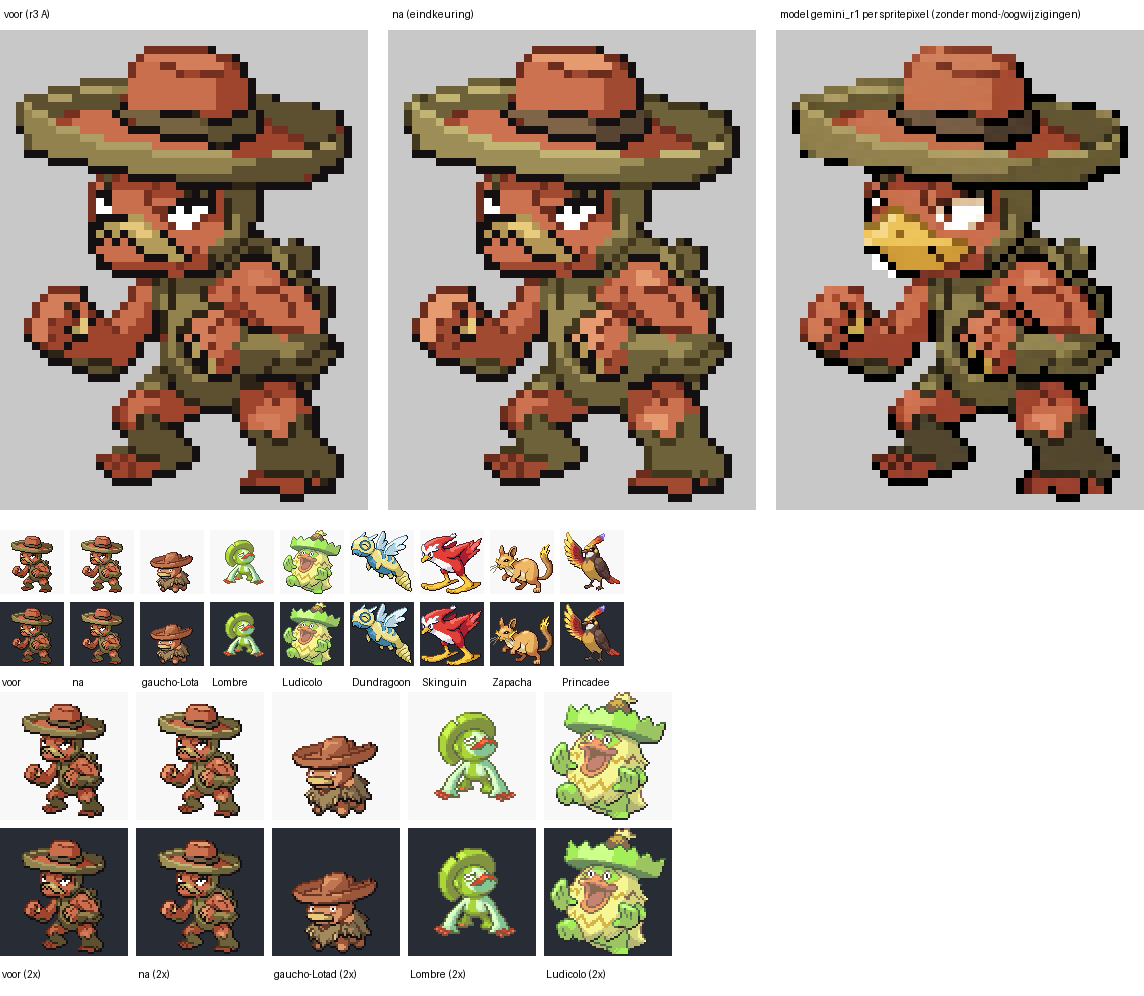 voor (r3 A)
na (eindkeuring)
model gemini_r1 per spritepixel (zonder mond-/oogwijzigingen)
voor
na
gaucho-Lota
Lombre
Ludicolo
Dundragoon
Skinguin
Zapacha
Princadee
voor (2x)
na (2x)
gaucho-Lotad (2x)
Lombre (2x)
Ludicolo (2x)